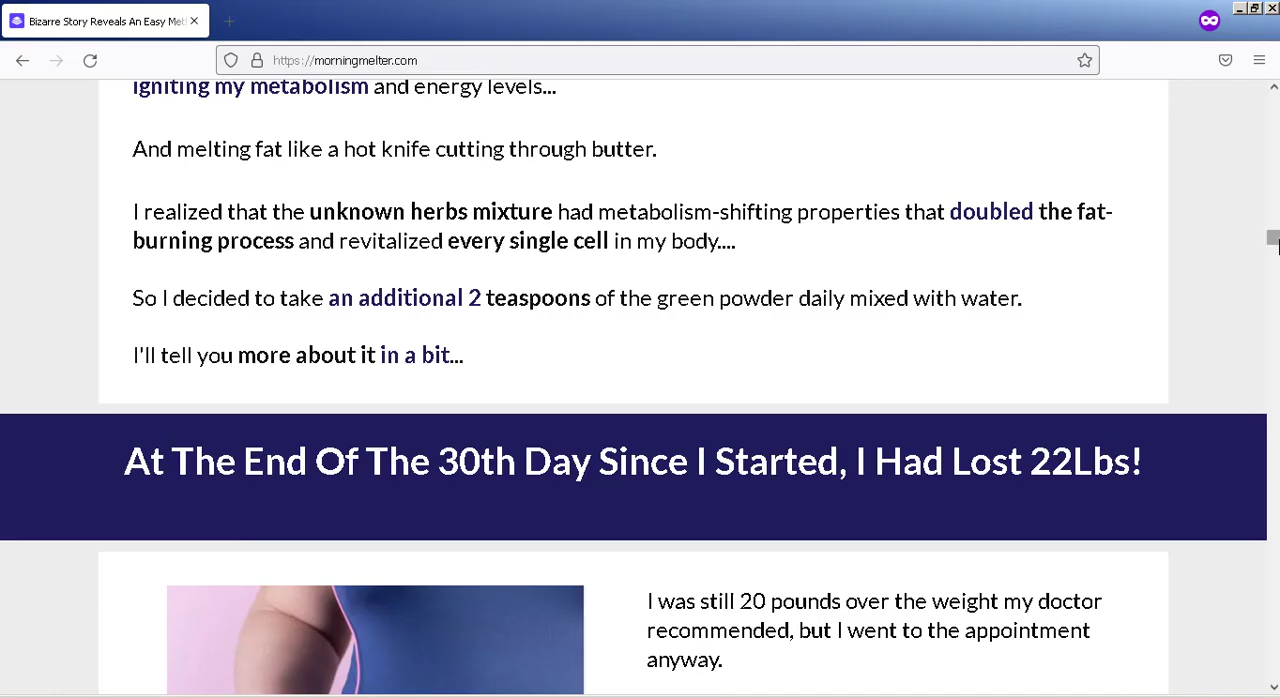 Bizarre Story Reveals An Easy Met
https://morningmelter.com
igniting my metabolism and energy levels...
And melting fat like a hot knife cutting through butter.
I realized that the unknown herbs mixture had metabolism-shifting properties that doubled the fat-
burning process and revitalized every single cell in my body....
So I decided to take an additional 2 teaspoons of the green powder daily mixed with water.
I'll tell you more about it in a bit...
At The End Of The 30th Day Since I Started, I Had Lost 22Lbs!
I was still 20 pounds over the weight my doctor
recommended, but I went to the appointment
anyway.